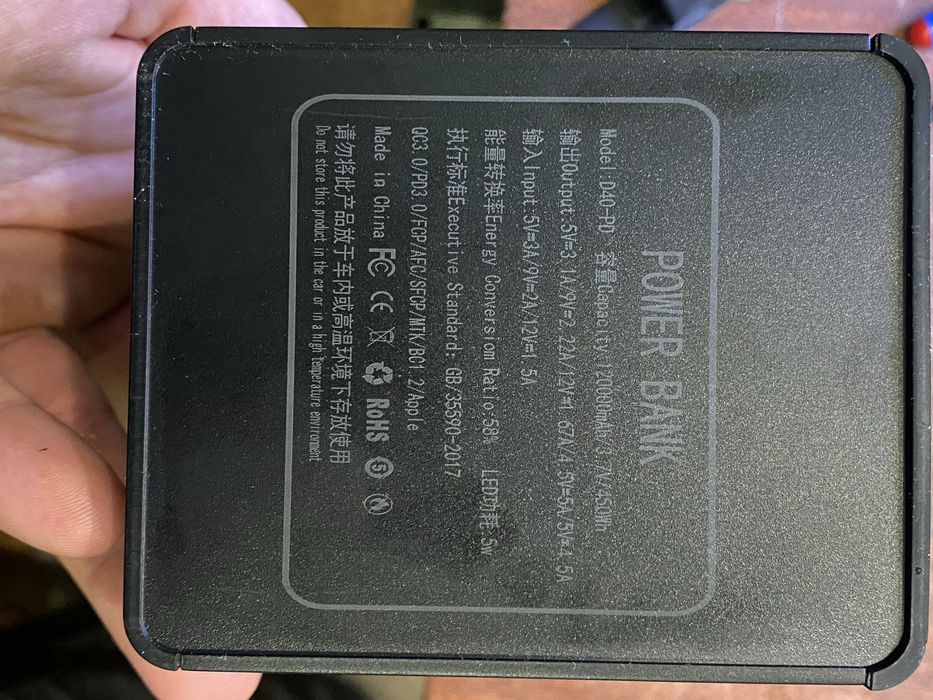 POWER BANK
Model:D40-PD 容量Capacity:120000mAh/3.7V/450Wh
输出Output:5V=3.1A/9V=2.22A/12V=1.67A/4.5V=5A/5V=4.5A
输入Input:5V=3A/9V=2A/12V=1.5A
能量转换率Energy Conversion Ratio:58% LED功耗:5w
执行标准Executive Standard: GB/35590-2017
QC3.0/PD3.0/FCP/AFC/SFCP/MTK/BC1.2/Apple
Made in China FC CE RoHS 5
请勿将此产品放于车内或高温环境下存放使用
Do not store this product in the car or in a high temperature environment